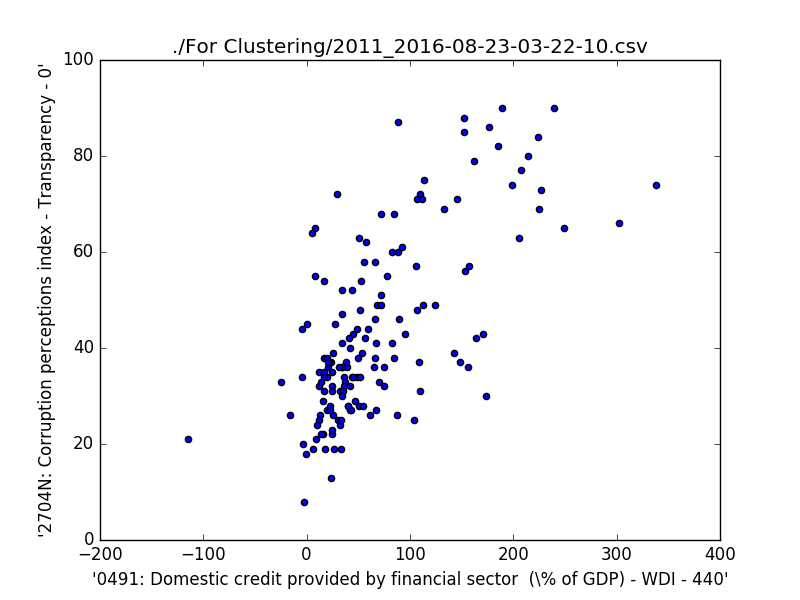 ./For Clustering/2011_2016-08-23-03-22-10.csv
100
80
60
40
20
0
'2704N: Corruption perceptions index - Transparency - 0'
−200 −100 0 100 200 300 400
'0491: Domestic credit provided by financial sector  (\% of GDP) - WDI - 440'